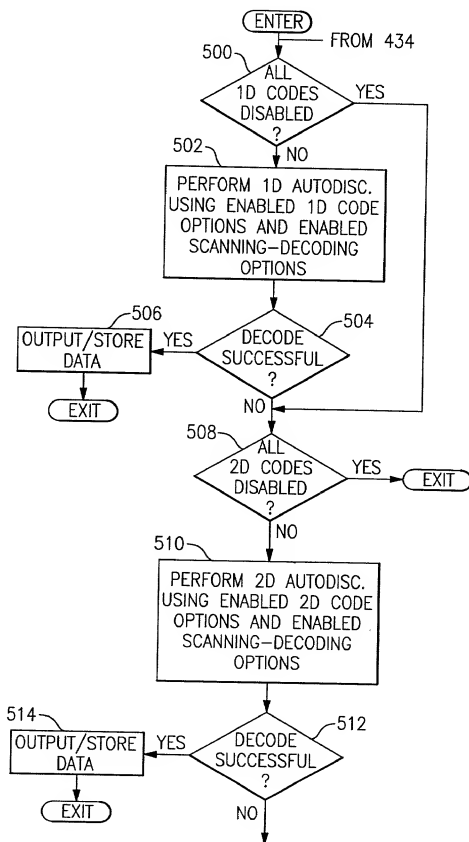 ENTER
FROM 434
500
ALL
1D CODES
DISABLED
?
YES
NO
502
PERFORM 1D AUTODISC.
USING ENABLED 1D CODE
OPTIONS AND ENABLED
SCANNING-DECODING
OPTIONS
504
DECODE
SUCCESSFUL
?
YES
506
OUTPUT/STORE
DATA
EXIT
NO
508
ALL
2D CODES
DISABLED
?
YES
EXIT
NO
510
PERFORM 2D AUTODISC.
USING ENABLED 2D CODE
OPTIONS AND ENABLED
SCANNING-DECODING
OPTIONS
512
DECODE
SUCCESSFUL
?
YES
514
OUTPUT/STORE
DATA
EXIT
NO